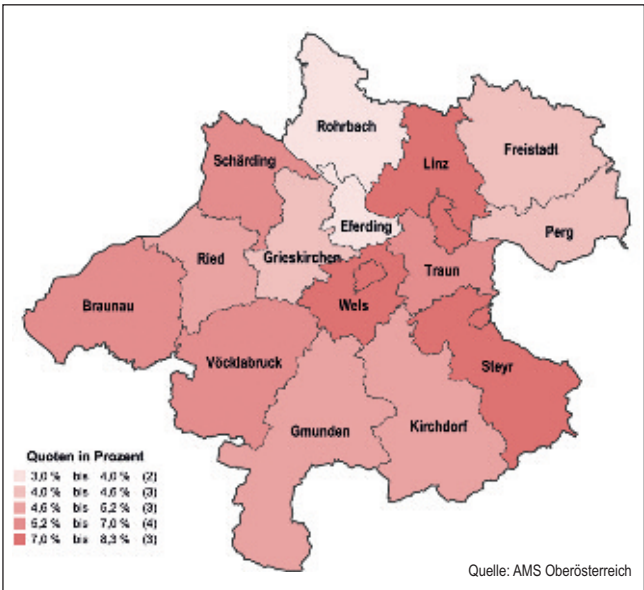 Rohrbach
Freistadt
Linz
Schärding
Eferding
Perg
Ried
Grieskirchen
Traun
Wels
Braunau
Vöcklabruck
Steyr
Gmunden
Kirchdorf
Quoten in Prozent
3,0 % bis 4,0 % (2)
4,0 % bis 4,6 % (3)
4,6 % bis 5,2 % (3)
5,2 % bis 7,0 % (4)
7,0 % bis 8,3 % (3)
Quelle: AMS Oberösterreich